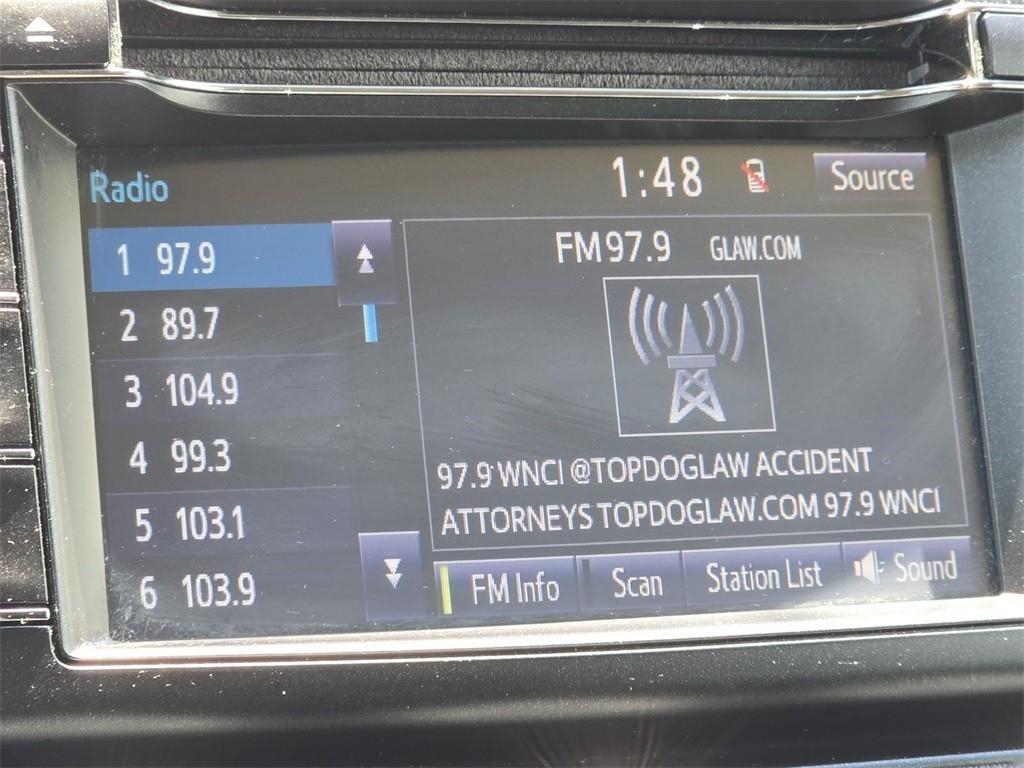 Radio
1:48
Source
1 97.9
2 89.7
3 104.9
4 99.3
5 103.1
6 103.9
FM 97.9 GLAW.COM
97.9 WNCI @TOPDOGLAW ACCIDENT
ATTORNEYS TOPDOGLAW.COM 97.9 WNCI
FM Info
Scan
Station List
Sound